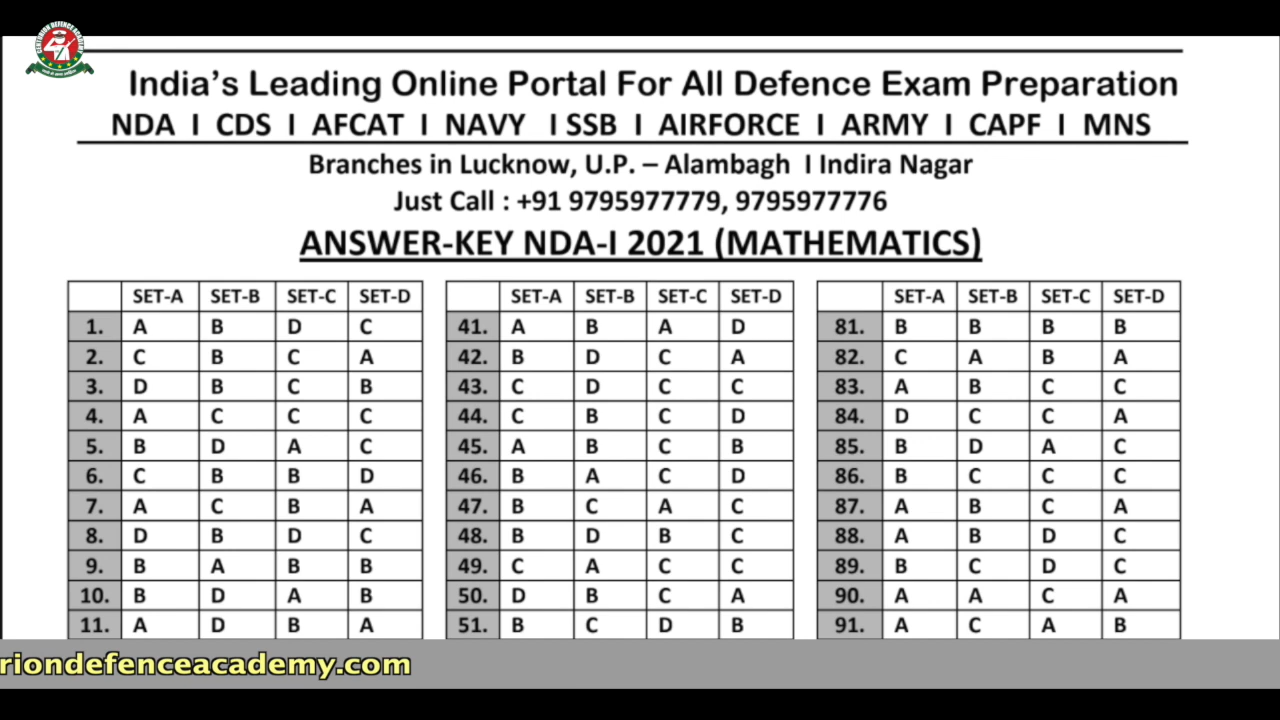 CENTURION DEFENCE ACADEMY
India's Leading Online Portal For All Defence Exam Preparation
NDA I CDS I AFCAT I NAVY I SSB I AIRFORCE I ARMY I CAPF I MNS
Branches in Lucknow, U.P. – Alambagh I Indira Nagar
Just Call : +91 9795977779, 9795977776
ANSWER-KEY NDA-I 2021 (MATHEMATICS)
SET-A SET-B SET-C SET-D SET-A SET-B SET-C SET-D SET-A SET-B SET-C SET-D
1. A B D C 41. A B A D 81. B B B B
2. C B C A 42. B D C A 82. C A B A
3. D B C B 43. C D C C 83. A B C C
4. A C C C 44. C B C D 84. D C C A
5. B D A C 45. A B C B 85. B D A C
6. C B B D 46. B A C D 86. B C C C
7. A C B A 47. B C A C 87. A B C A
8. D B D C 48. B D B C 88. A B D C
9. B A B B 49. C A C C 89. B C D C
10. B D A B 50. D B C A 90. A A C A
11. A D B A 51. B C D B 91. A C A B
riondefenceacademy.com